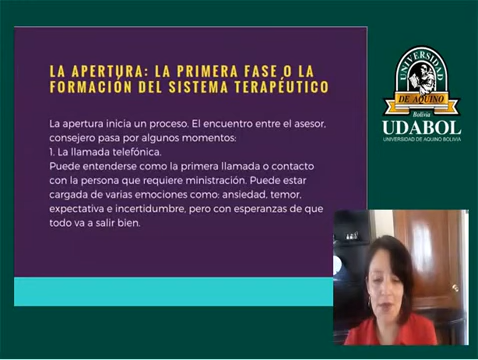 LA APERTURA: LA PRIMERA FASE O LA
FORMACIÓN DEL SISTEMA TERAPÉUTICO
La apertura inicia un proceso. El encuentro entre el asesor,
consejero pasa por algunos momentos:
1. La llamada telefónica.
Puede entenderse como la primera llamada o contacto
con la persona que requiere ministración. Puede estar
cargada de varias emociones como: ansiedad, temor,
expectativa e incertidumbre, pero con esperanzas de que
todo va a salir bien.
UNIVERSIDAD
DE AQUINO
Bolivia
UDABOL
UNIVERSIDAD DE AQUINO BOLIVIA